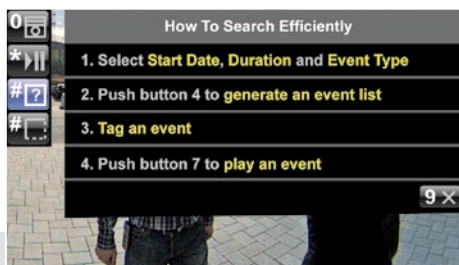 How To Search Efficiently
0
1. Select Start Date, Duration and Event Type
*
2. Push button 4 to generate an event list
#?
3. Tag an event
#
4. Push button 7 to play an event
9 ×